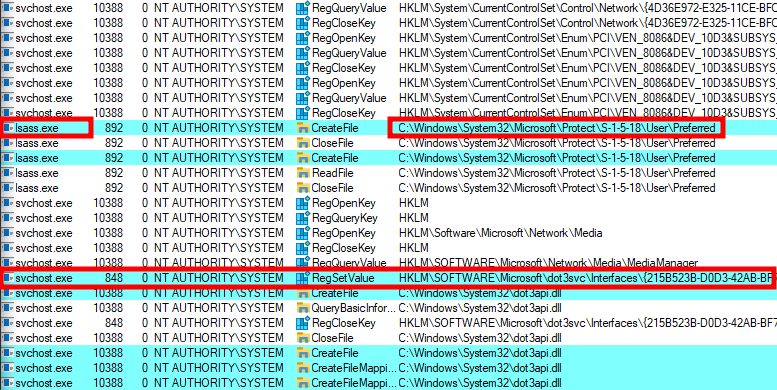 svchost.exe 10388 0 NT AUTHORITY\SYSTEM RegQueryValue HKLM\System\CurrentControlSet\Control\Network\{4D36E972-E325-11CE-BFC
svchost.exe 10388 0 NT AUTHORITY\SYSTEM RegCloseKey HKLM\System\CurrentControlSet\Control\Network\{4D36E972-E325-11CE-BFC
svchost.exe 10388 0 NT AUTHORITY\SYSTEM RegOpenKey HKLM\System\CurrentControlSet\Enum\PCI\VEN_8086&DEV_10D3&SUBSYS_
svchost.exe 10388 0 NT AUTHORITY\SYSTEM RegQueryValue HKLM\System\CurrentControlSet\Enum\PCI\VEN_8086&DEV_10D3&SUBSYS_
svchost.exe 10388 0 NT AUTHORITY\SYSTEM RegCloseKey HKLM\System\CurrentControlSet\Enum\PCI\VEN_8086&DEV_10D3&SUBSYS_
svchost.exe 10388 0 NT AUTHORITY\SYSTEM RegOpenKey HKLM\System\CurrentControlSet\Enum\PCI\VEN_8086&DEV_10D3&SUBSYS_
svchost.exe 10388 0 NT AUTHORITY\SYSTEM RegQueryValue HKLM\System\CurrentControlSet\Enum\PCI\VEN_8086&DEV_10D3&SUBSYS_
svchost.exe 10388 0 NT AUTHORITY\SYSTEM RegCloseKey HKLM\System\CurrentControlSet\Enum\PCI\VEN_8086&DEV_10D3&SUBSYS_
lsass.exe 892 0 NT AUTHORITY\SYSTEM CreateFile C:\Windows\System32\Microsoft\Protect\S-1-5-18\User\Preferred
lsass.exe 892 0 NT AUTHORITY\SYSTEM CloseFile C:\Windows\System32\Microsoft\Protect\S-1-5-18\User\Preferred
lsass.exe 892 0 NT AUTHORITY\SYSTEM CreateFile C:\Windows\System32\Microsoft\Protect\S-1-5-18\User\Preferred
lsass.exe 892 0 NT AUTHORITY\SYSTEM ReadFile C:\Windows\System32\Microsoft\Protect\S-1-5-18\User\Preferred
lsass.exe 892 0 NT AUTHORITY\SYSTEM CloseFile C:\Windows\System32\Microsoft\Protect\S-1-5-18\User\Preferred
svchost.exe 10388 0 NT AUTHORITY\SYSTEM RegOpenKey HKLM
svchost.exe 10388 0 NT AUTHORITY\SYSTEM RegQueryKey HKLM
svchost.exe 10388 0 NT AUTHORITY\SYSTEM RegOpenKey HKLM\Software\Microsoft\Network\Media
svchost.exe 10388 0 NT AUTHORITY\SYSTEM RegCloseKey HKLM
svchost.exe 10388 0 NT AUTHORITY\SYSTEM RegQueryValue HKLM\SOFTWARE\Microsoft\Network\Media\MediaManager
svchost.exe 848 0 NT AUTHORITY\SYSTEM RegSetValue HKLM\SOFTWARE\Microsoft\dot3svc\Interfaces\{215B523B-D0D3-42AB-BF7
svchost.exe 10388 0 NT AUTHORITY\SYSTEM CreateFile C:\Windows\System32\dot3api.dll
svchost.exe 10388 0 NT AUTHORITY\SYSTEM QueryBasicInfor... C:\Windows\System32\dot3api.dll
svchost.exe 848 0 NT AUTHORITY\SYSTEM RegCloseKey HKLM\SOFTWARE\Microsoft\dot3svc\Interfaces\{215B523B-D0D3-42AB-BF7
svchost.exe 10388 0 NT AUTHORITY\SYSTEM CloseFile C:\Windows\System32\dot3api.dll
svchost.exe 10388 0 NT AUTHORITY\SYSTEM CreateFile C:\Windows\System32\dot3api.dll
svchost.exe 10388 0 NT AUTHORITY\SYSTEM CreateFileMappi... C:\Windows\System32\dot3api.dll
svchost.exe 10388 0 NT AUTHORITY\SYSTEM CreateFileMappi... C:\Windows\System32\dot3api.dll